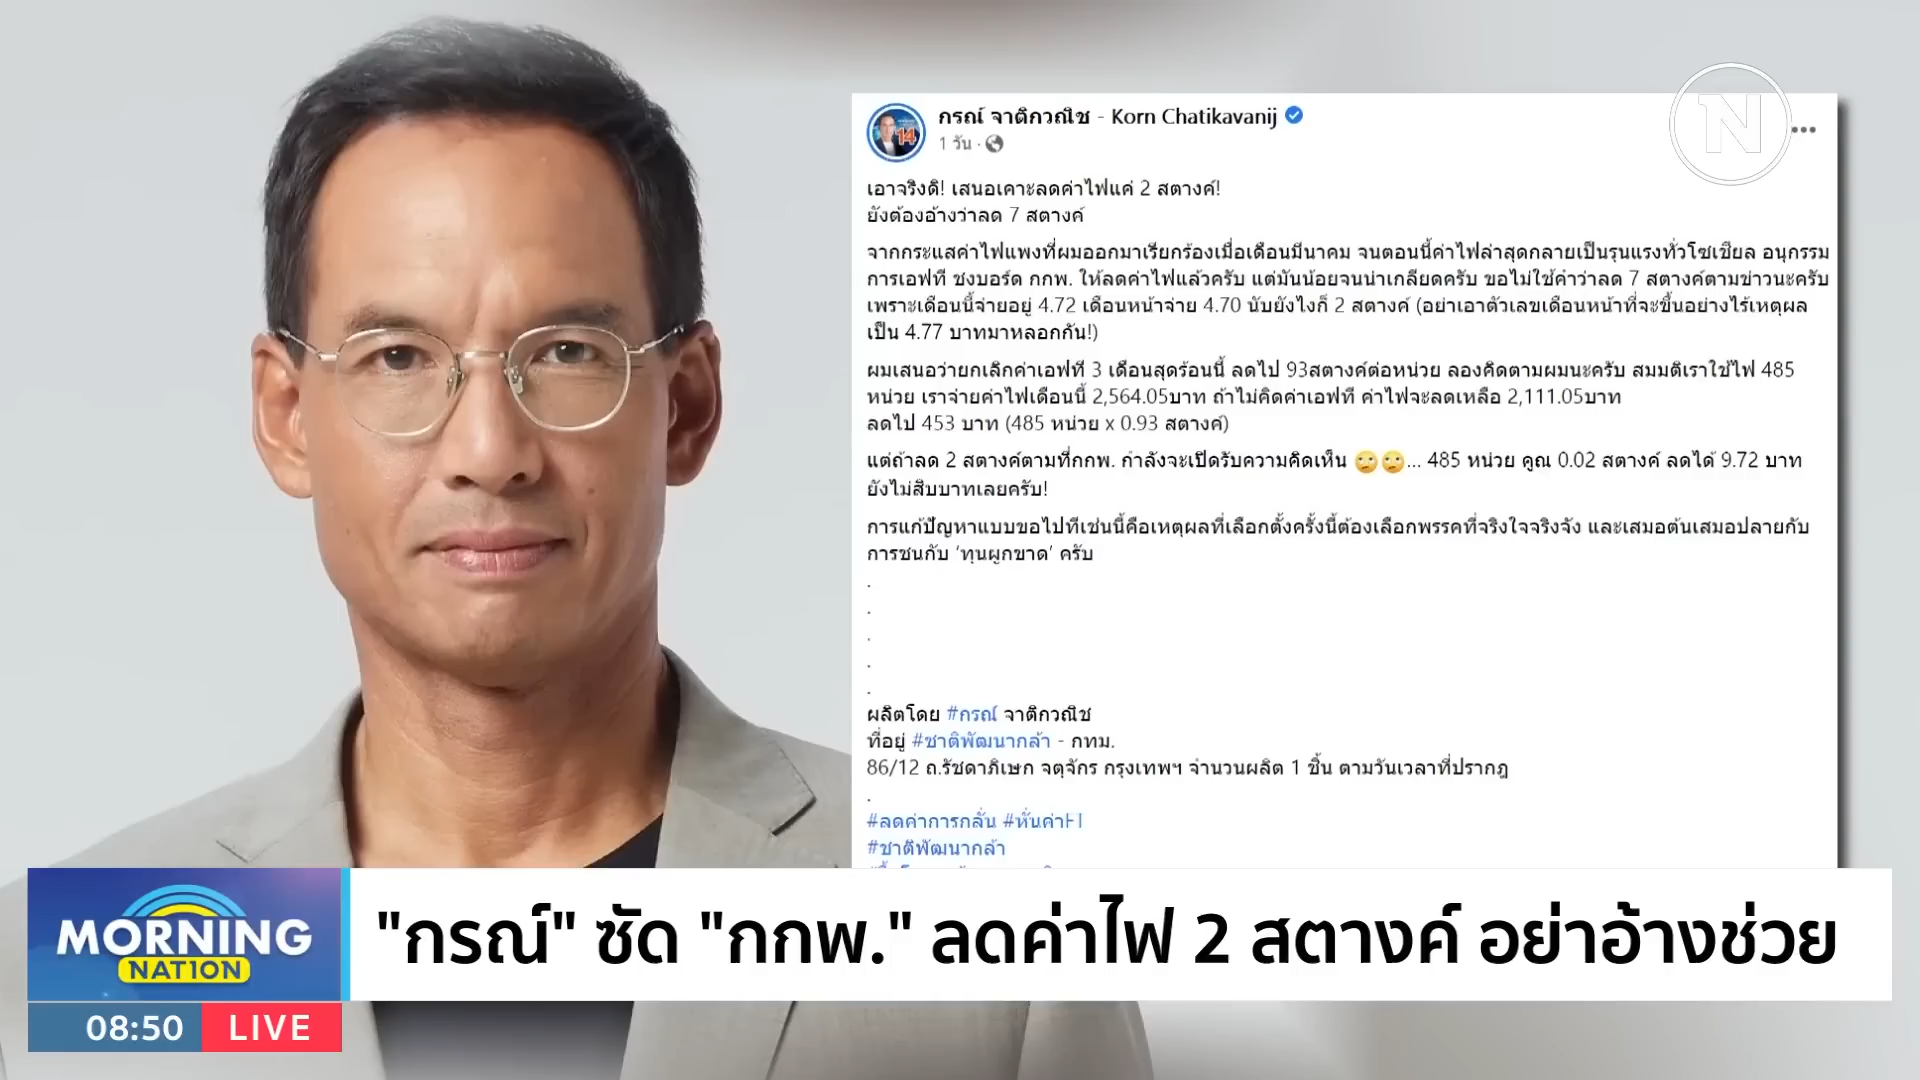 กรณ์ จาติกวณิช - Korn Chatikavanij
1 วัน
เอาจริงดิ! เสนอเคาะลดค่าไฟแค่ 2 สตางค์!
ยังต้องอ้างว่าลด 7 สตางค์
จากกระแสค่าไฟแพงที่ผมออกมาเรียกร้องเมื่อเดือนมีนาคม จนตอนนี้ค่าไฟล่าสุดกลายเป็นรุนแรงทั่วโซเชียล อนุกรรม
การเอฟที ชงบอร์ด กกพ. ให้ลดค่าไฟแล้วครับ แต่มันน้อยจนน่าเกลียดครับ ขอไม่ใช้คำว่าลด 7 สตางค์ตามข่าวนะครับ
เพราะเดือนนี้จ่ายอยู่ 4.72 เดือนหน้าจ่าย 4.70 นับยังไงก็ 2 สตางค์ (อย่าเอาตัวเลขเดือนหน้าที่จะขึ้นอย่างไร้เหตุผล
เป็น 4.77 บาทมาหลอกกัน!)
ผมเสนอว่ายกเลิกค่าเอฟที 3 เดือนสุดร้อนนี้ ลดไป 93สตางค์ต่อหน่วย ลองคิดตามผมนะครับ สมมติเราใช้ไฟ 485
หน่วย เราจ่ายค่าไฟเดือนนี้ 2,564.05บาท ถ้าไม่คิดค่าเอฟที ค่าไฟจะลดเหลือ 2,111.05บาท
ลดไป 453 บาท (485 หน่วย x 0.93 สตางค์)
แต่ถ้าลด 2 สตางค์ตามที่กกพ. กำลังจะเปิดรับความคิดเห็น 🙄🙄... 485 หน่วย คูณ 0.02 สตางค์ ลดได้ 9.72 บาท
ยังไม่สิบบาทเลยครับ!
การแก้ปัญหาแบบขอไปทีเช่นนี้คือเหตุผลที่เลือกตั้งครั้งนี้ต้องเลือกพรรคที่จริงใจจริงจัง และเสมอต้นเสมอปลายกับ
การชนกับ ‘ทุนผูกขาด’ ครับ
.
.
.
.
.
ผลิตโดย #กรณ์ จาติกวณิช
ที่อยู่ #ชาติพัฒนากล้า - กทม.
86/12 ถ.รัชดาภิเษก จตุจักร กรุงเทพฯ จำนวนผลิต 1 ชิ้น ตามวันเวลาที่ปรากฏ
.
#ลดค่าการกลั่น #หั่นค่าFT
#ชาติพัฒนากล้า
MORNING
NATION
"กรณ์" ซัด "กกพ." ลดค่าไฟ 2 สตางค์ อย่าอ้างช่วย
08:50 LIVE